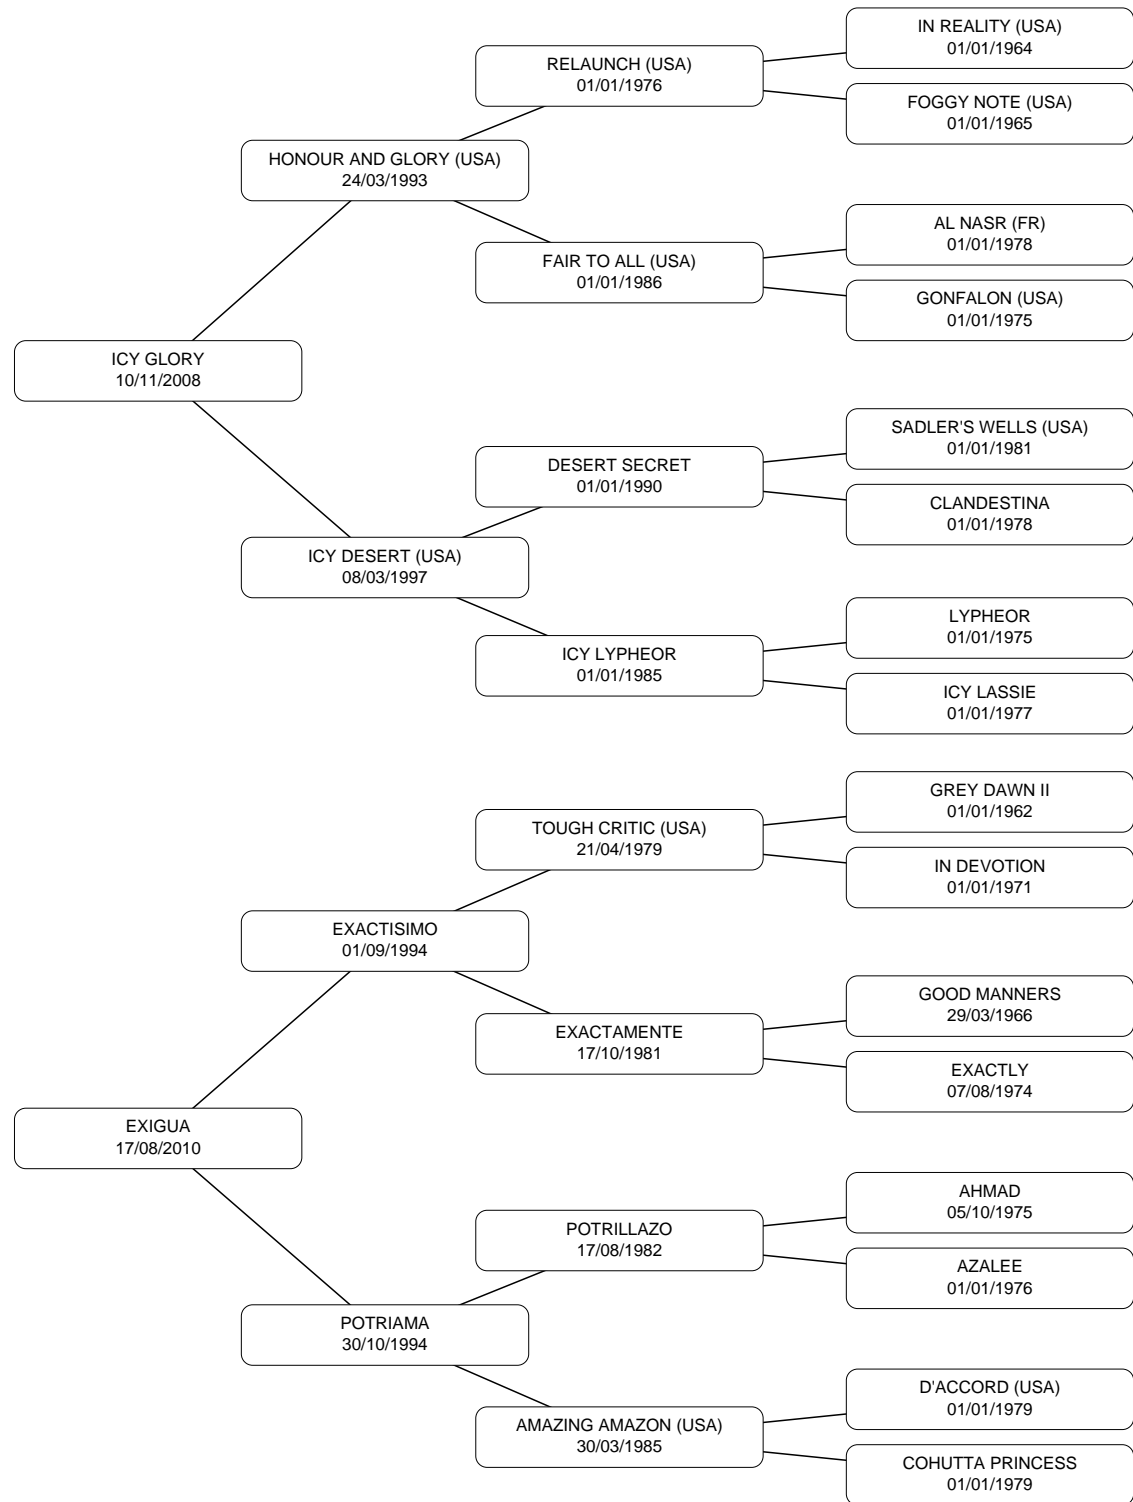 IN REALITY (USA)
01/01/1964
RELAUNCH (USA)
01/01/1976
FOGGY NOTE (USA)
01/01/1965
HONOUR AND GLORY (USA)
24/03/1993
AL NASR (FR)
01/01/1978
FAIR TO ALL (USA)
01/01/1986
GONFALON (USA)
01/01/1975
ICY GLORY
10/11/2008
SADLER'S WELLS (USA)
01/01/1981
DESERT SECRET
01/01/1990
CLANDESTINA
01/01/1978
ICY DESERT (USA)
08/03/1997
LYPHEOR
01/01/1975
ICY LYPHEOR
01/01/1985
ICY LASSIE
01/01/1977
GREY DAWN II
01/01/1962
TOUGH CRITIC (USA)
21/04/1979
IN DEVOTION
01/01/1971
EXACTISIMO
01/09/1994
GOOD MANNERS
29/03/1966
EXACTAMENTE
17/10/1981
EXACTLY
07/08/1974
EXIGUA
17/08/2010
AHMAD
05/10/1975
POTRILLAZO
17/08/1982
AZALEE
01/01/1976
POTRIAMA
30/10/1994
D'ACCORD (USA)
01/01/1979
AMAZING AMAZON (USA)
30/03/1985
COHUTTA PRINCESS
01/01/1979